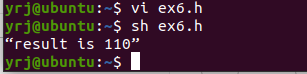 yrj@ubuntu:~$ vi ex6.h
yrj@ubuntu:~$ sh ex6.h
“result is 110”
yrj@ubuntu:~$